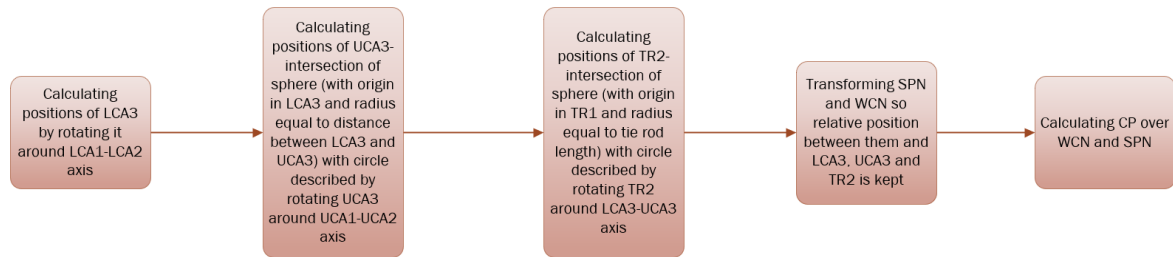 Calculating
positions of LCA3
by rotating it
around LCA1-LCA2
axis
Calculating
positions of UCA3-
intersection of
sphere (with origin
in LCA3 and radius
equal to distance
between LCA3 and
UCA3) with circle
described by
rotating UCA3
around UCA1-UCA2
axis
Calculating
positions of TR2-
intersection of
sphere (with origin
in TR1 and radius
equal to tie rod
length) with circle
described by
rotating TR2
around LCA3-UCA3
axis
Transforming SPN
and WCN so
relative position
between them and
LCA3, UCA3 and
TR2 is kept
Calculating CP over
WCN and SPN